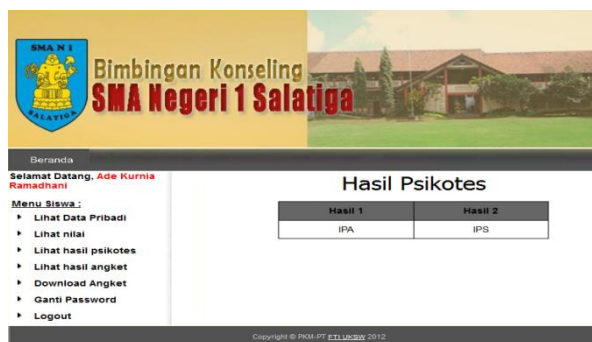 SMA N 1
SALATIGA
Bimbingan Konseling
SMA Negeri 1 Salatiga
Beranda
Selamat Datang, Ade Kurnia
Ramadhani
Menu Siswa :
Lihat Data Pribadi
Lihat nilai
Lihat hasil psikotes
Lihat hasil angket
Download Angket
Ganti Password
Logout
Hasil Psikotes
Hasil 1 Hasil 2
IPA IPS
Copyright © PKM-PT FTI UKSW 2012